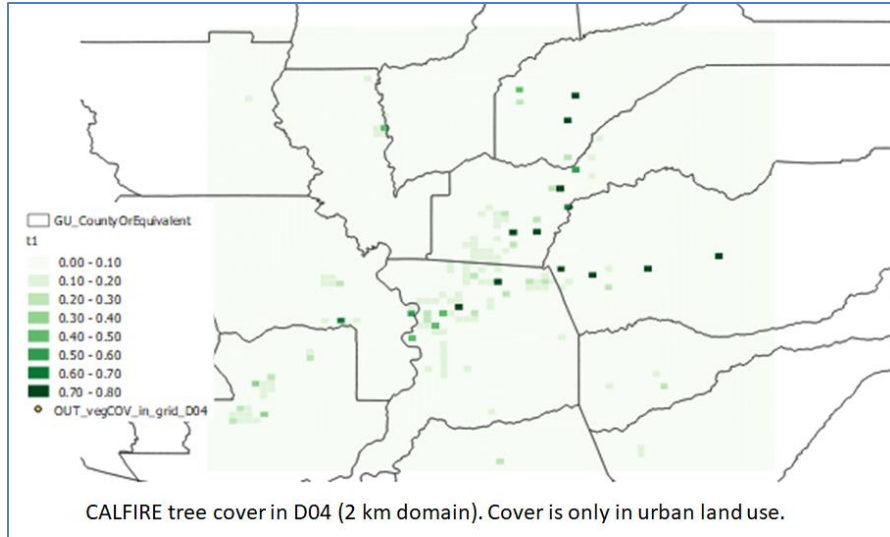 GU_CountyOrEquivalent
t1
0.00 - 0.10
0.10 - 0.20
0.20 - 0.30
0.30 - 0.40
0.40 - 0.50
0.50 - 0.60
0.60 - 0.70
0.70 - 0.80
OUT_vegCOV_in_grid_D04
CALFIRE tree cover in D04 (2 km domain). Cover is only in urban land use.